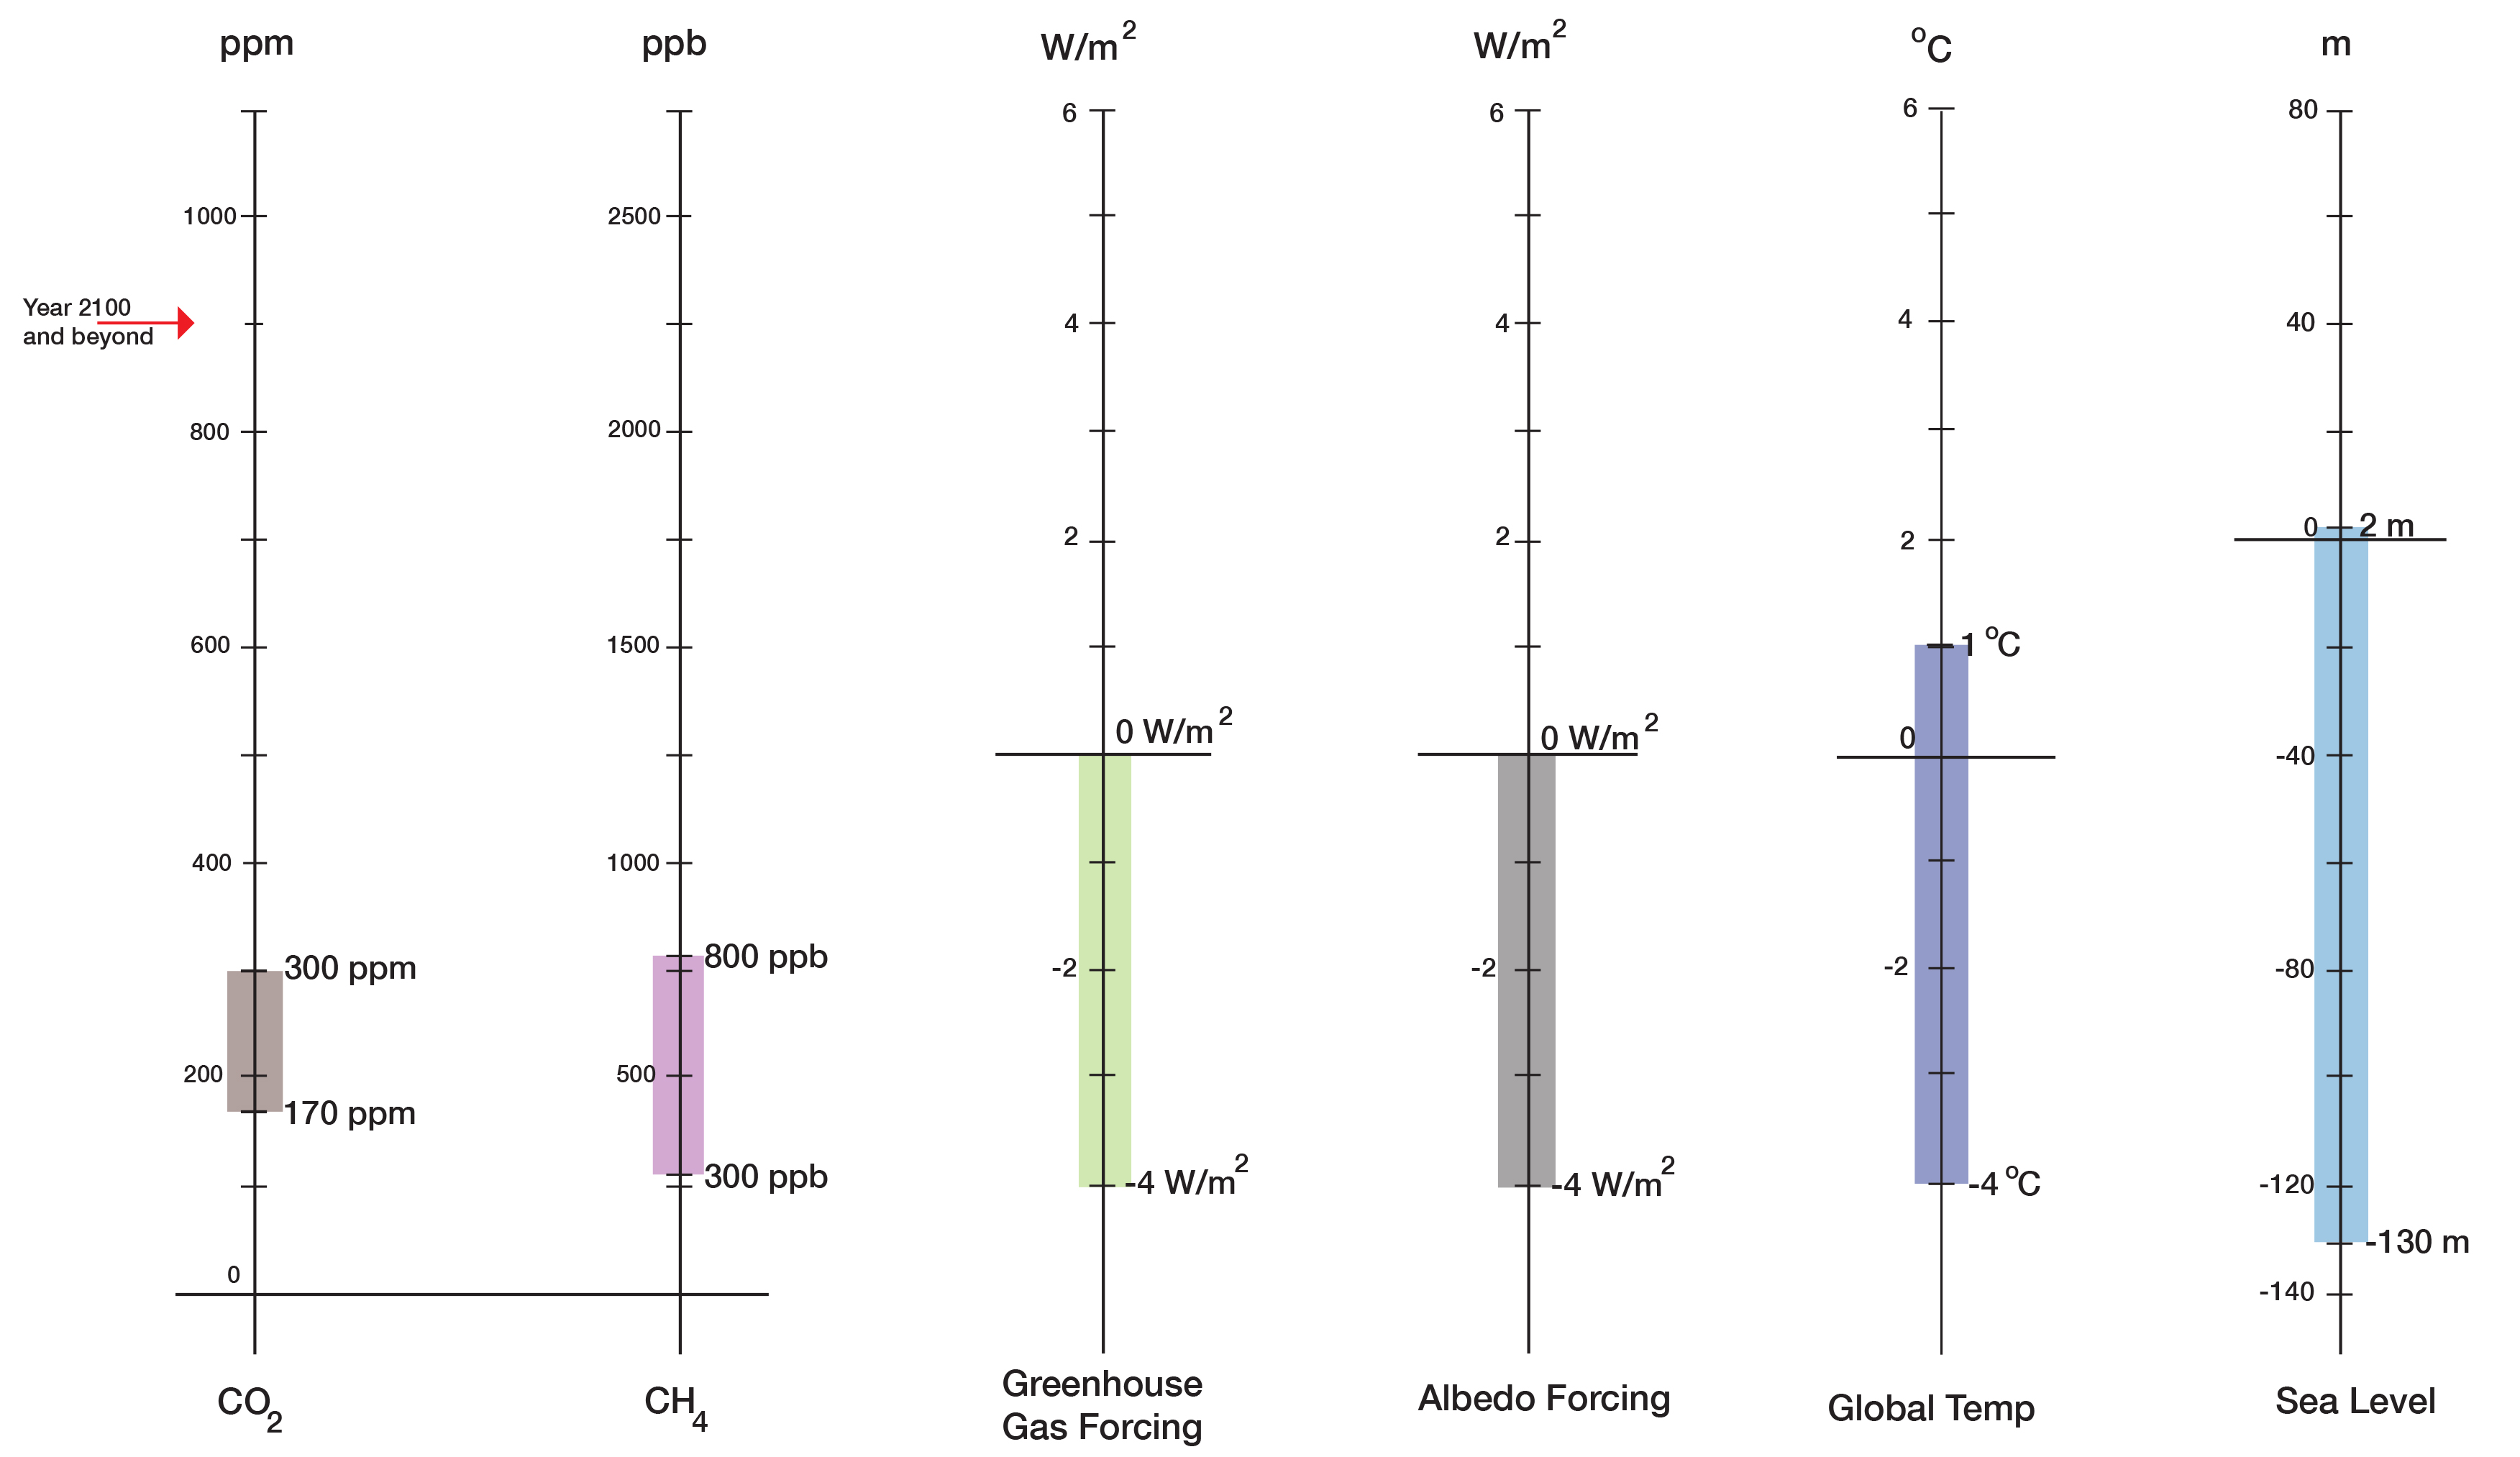 ppm
ppb
W/m2
W/m2
oC
m
1000
800
600
400
200
0
Year 2100
and beyond
300 ppm
170 ppm
CO2
2500
2000
1500
1000
500
800 ppb
300 ppb
CH4
6
4
2
0 W/m2
-2
-4 W/m2
Greenhouse
Gas Forcing
6
4
2
0 W/m2
-2
-4 W/m2
Albedo Forcing
6
4
2
1 oC
0
-2
-4 oC
Global Temp
80
40
0
2 m
-40
-80
-120
-130 m
-140
Sea Level